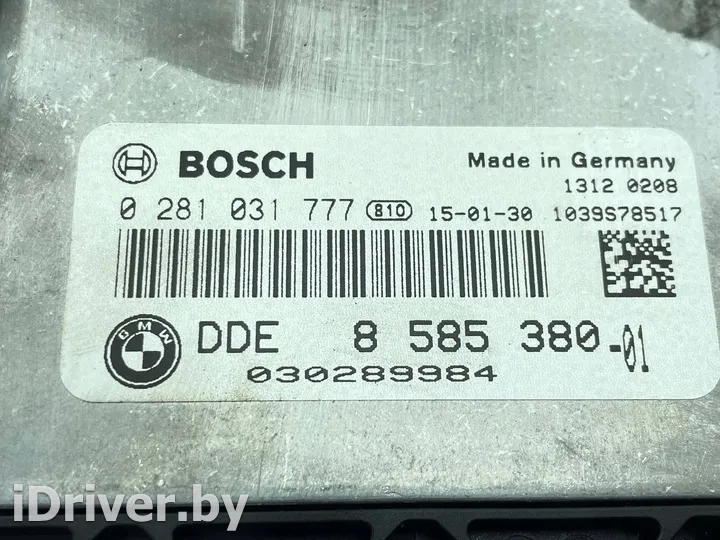 BOSCH Made in Germany
1312 0208
0 281 031 777 810 15-01-30 1039S78517
BMW DDE 8 585 380-01
030289984
iDriver.by